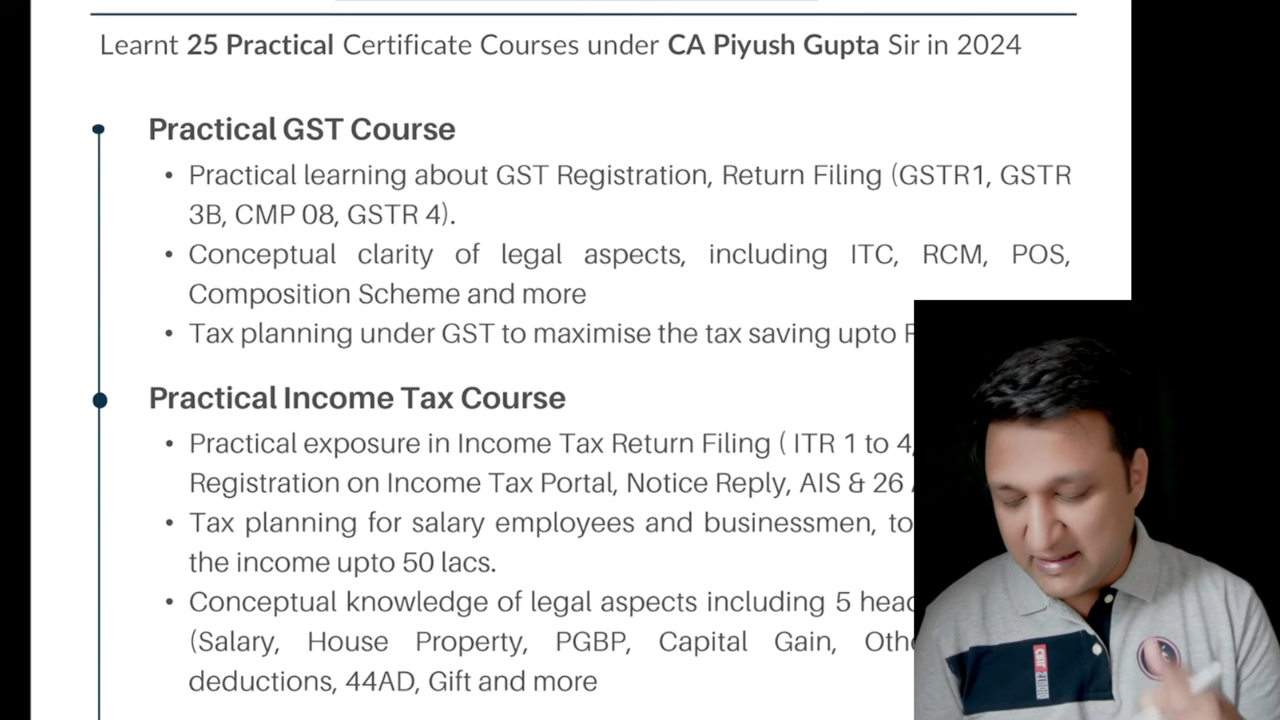 Learnt 25 Practical Certificate Courses under CA Piyush Gupta Sir in 2024
Practical GST Course
• Practical learning about GST Registration, Return Filing (GSTR1, GSTR
3B, CMP 08, GSTR 4).
• Conceptual clarity of legal aspects, including ITC, RCM, POS,
Composition Scheme and more
• Tax planning under GST to maximise the tax saving upto
Practical Income Tax Course
• Practical exposure in Income Tax Return Filing ( ITR 1 to 4,
Registration on Income Tax Portal, Notice Reply, AIS & 26
• Tax planning for salary employees and businessmen, to
the income upto 50 lacs.
• Conceptual knowledge of legal aspects including 5
(Salary, House Property, PGBP, Capital Gain,
deductions, 44AD, Gift and more